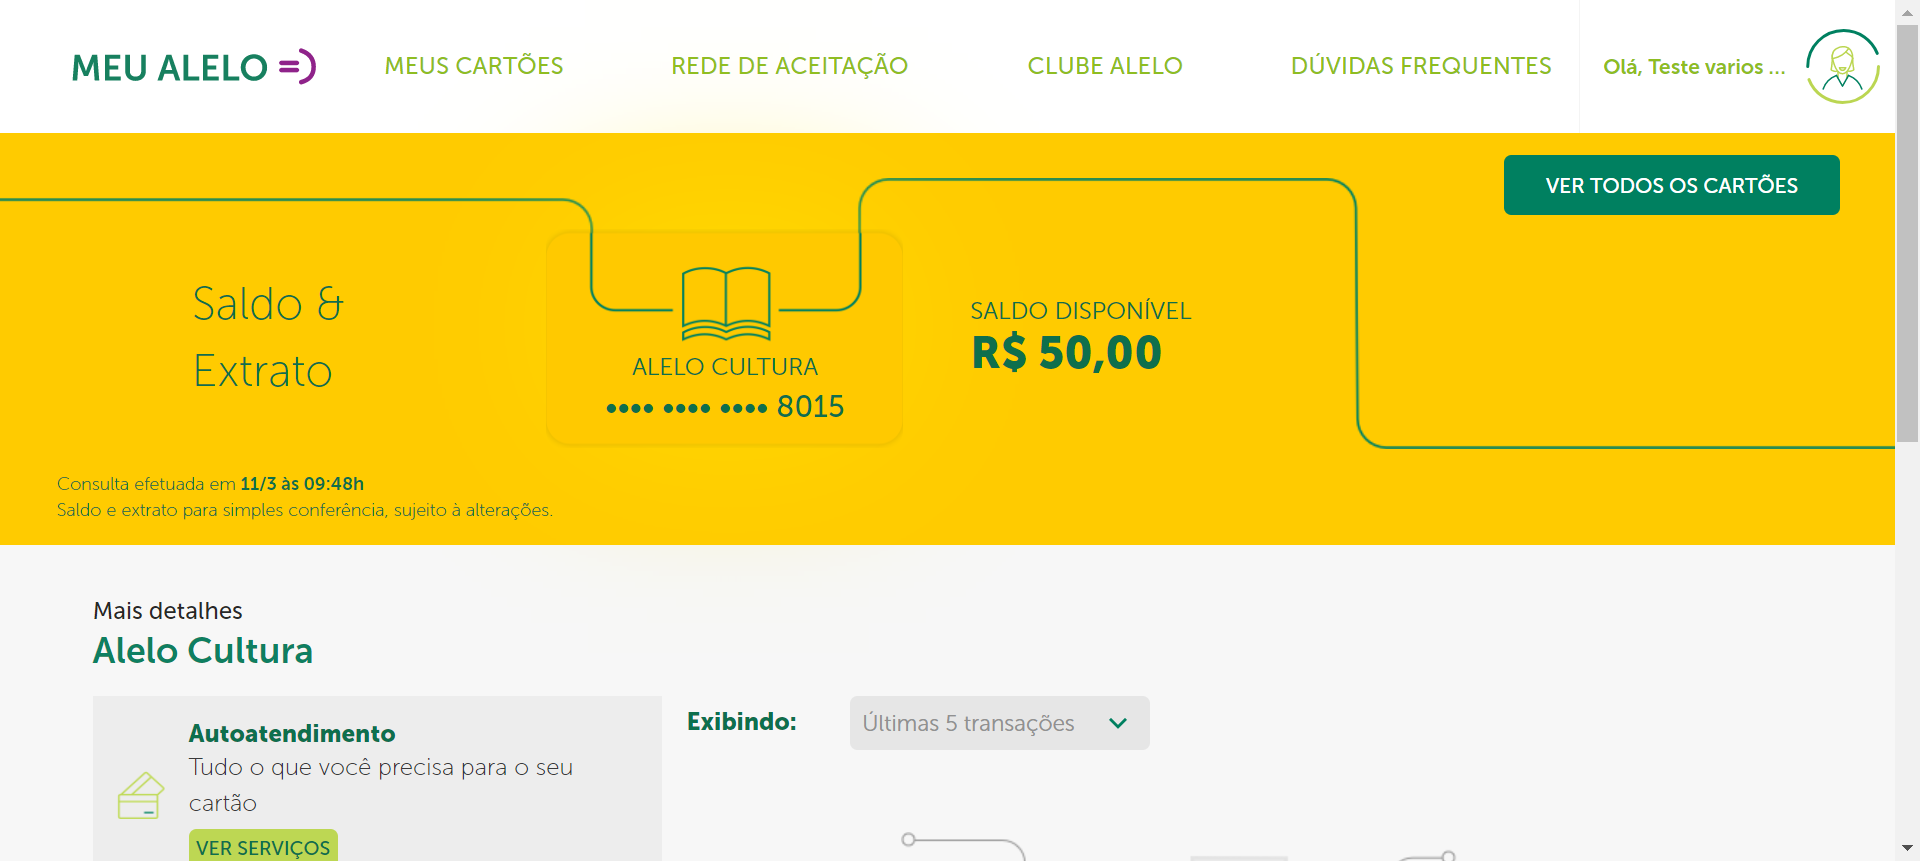 MEU ALELO
MEUS CARTÕES
REDE DE ACEITAÇÃO
CLUBE ALELO
DÚVIDAS FREQUENTES
Olá, Teste varios ...
VER TODOS OS CARTÕES
Saldo &
Extrato
ALELO CULTURA
•••• •••• •••• 8015
SALDO DISPONÍVEL
R$ 50,00
Consulta efetuada em 11/3 às 09:48h
Saldo e extrato para simples conferência, sujeito à alterações.
Mais detalhes
Alelo Cultura
Autoatendimento
Tudo o que você precisa para o seu
cartão
VER SERVIÇOS
Exibindo:
Últimas 5 transações